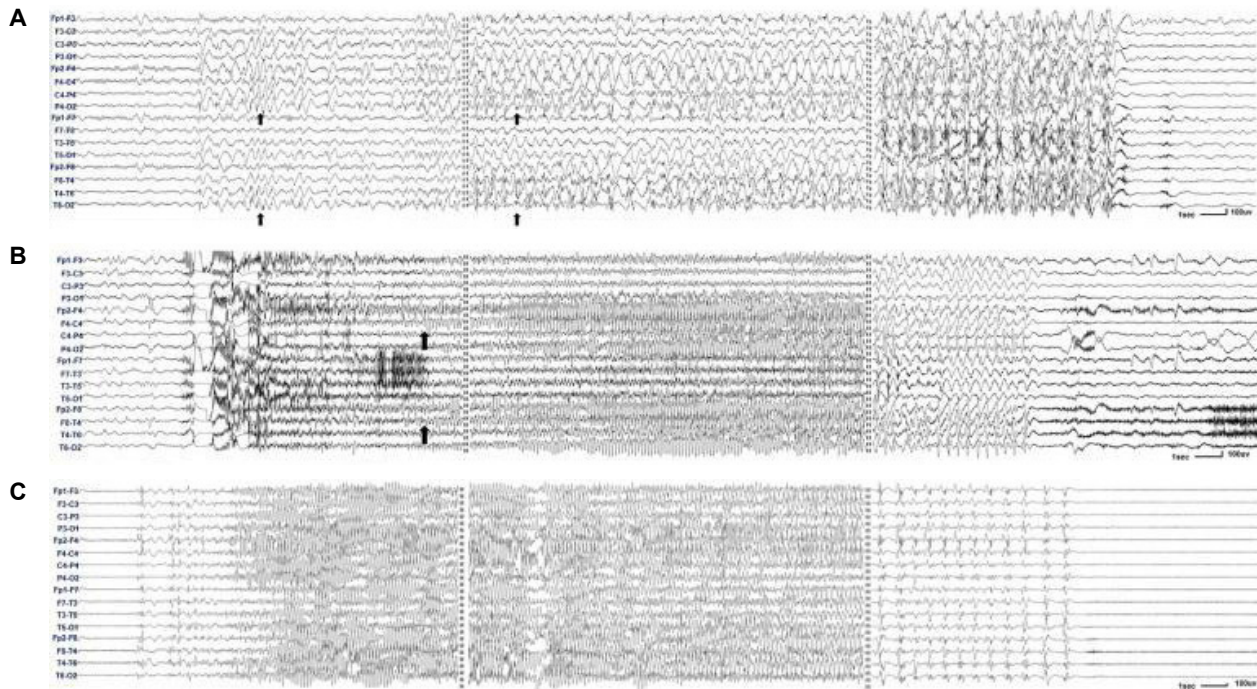 A
Fp1-F3
F3-C3
C3-P3
P3-O1
Fp2-F4
F4-C4
C4-P4
P4-O2
Fp1-F7
F7-T3
T3-T5
T5-O1
Fp2-F8
F8-T4
T4-T6
T6-O2
1sec 100uv
B
Fp1-F3
F3-C3
C3-P3
P3-O1
Fp2-F4
F4-C4
C4-P4
P4-O2
Fp1-F7
F7-T3
T3-T5
T5-O1
Fp2-F8
F8-T4
T4-T6
T6-O2
1sec 100uv
C
Fp1-F3
F3-C3
C3-P3
P3-O1
Fp2-F4
F4-C4
C4-P4
P4-O2
Fp1-F7
F7-T3
T3-T5
T5-O1
Fp2-F8
F8-T4
T4-T6
T6-O2
1sec 100uv